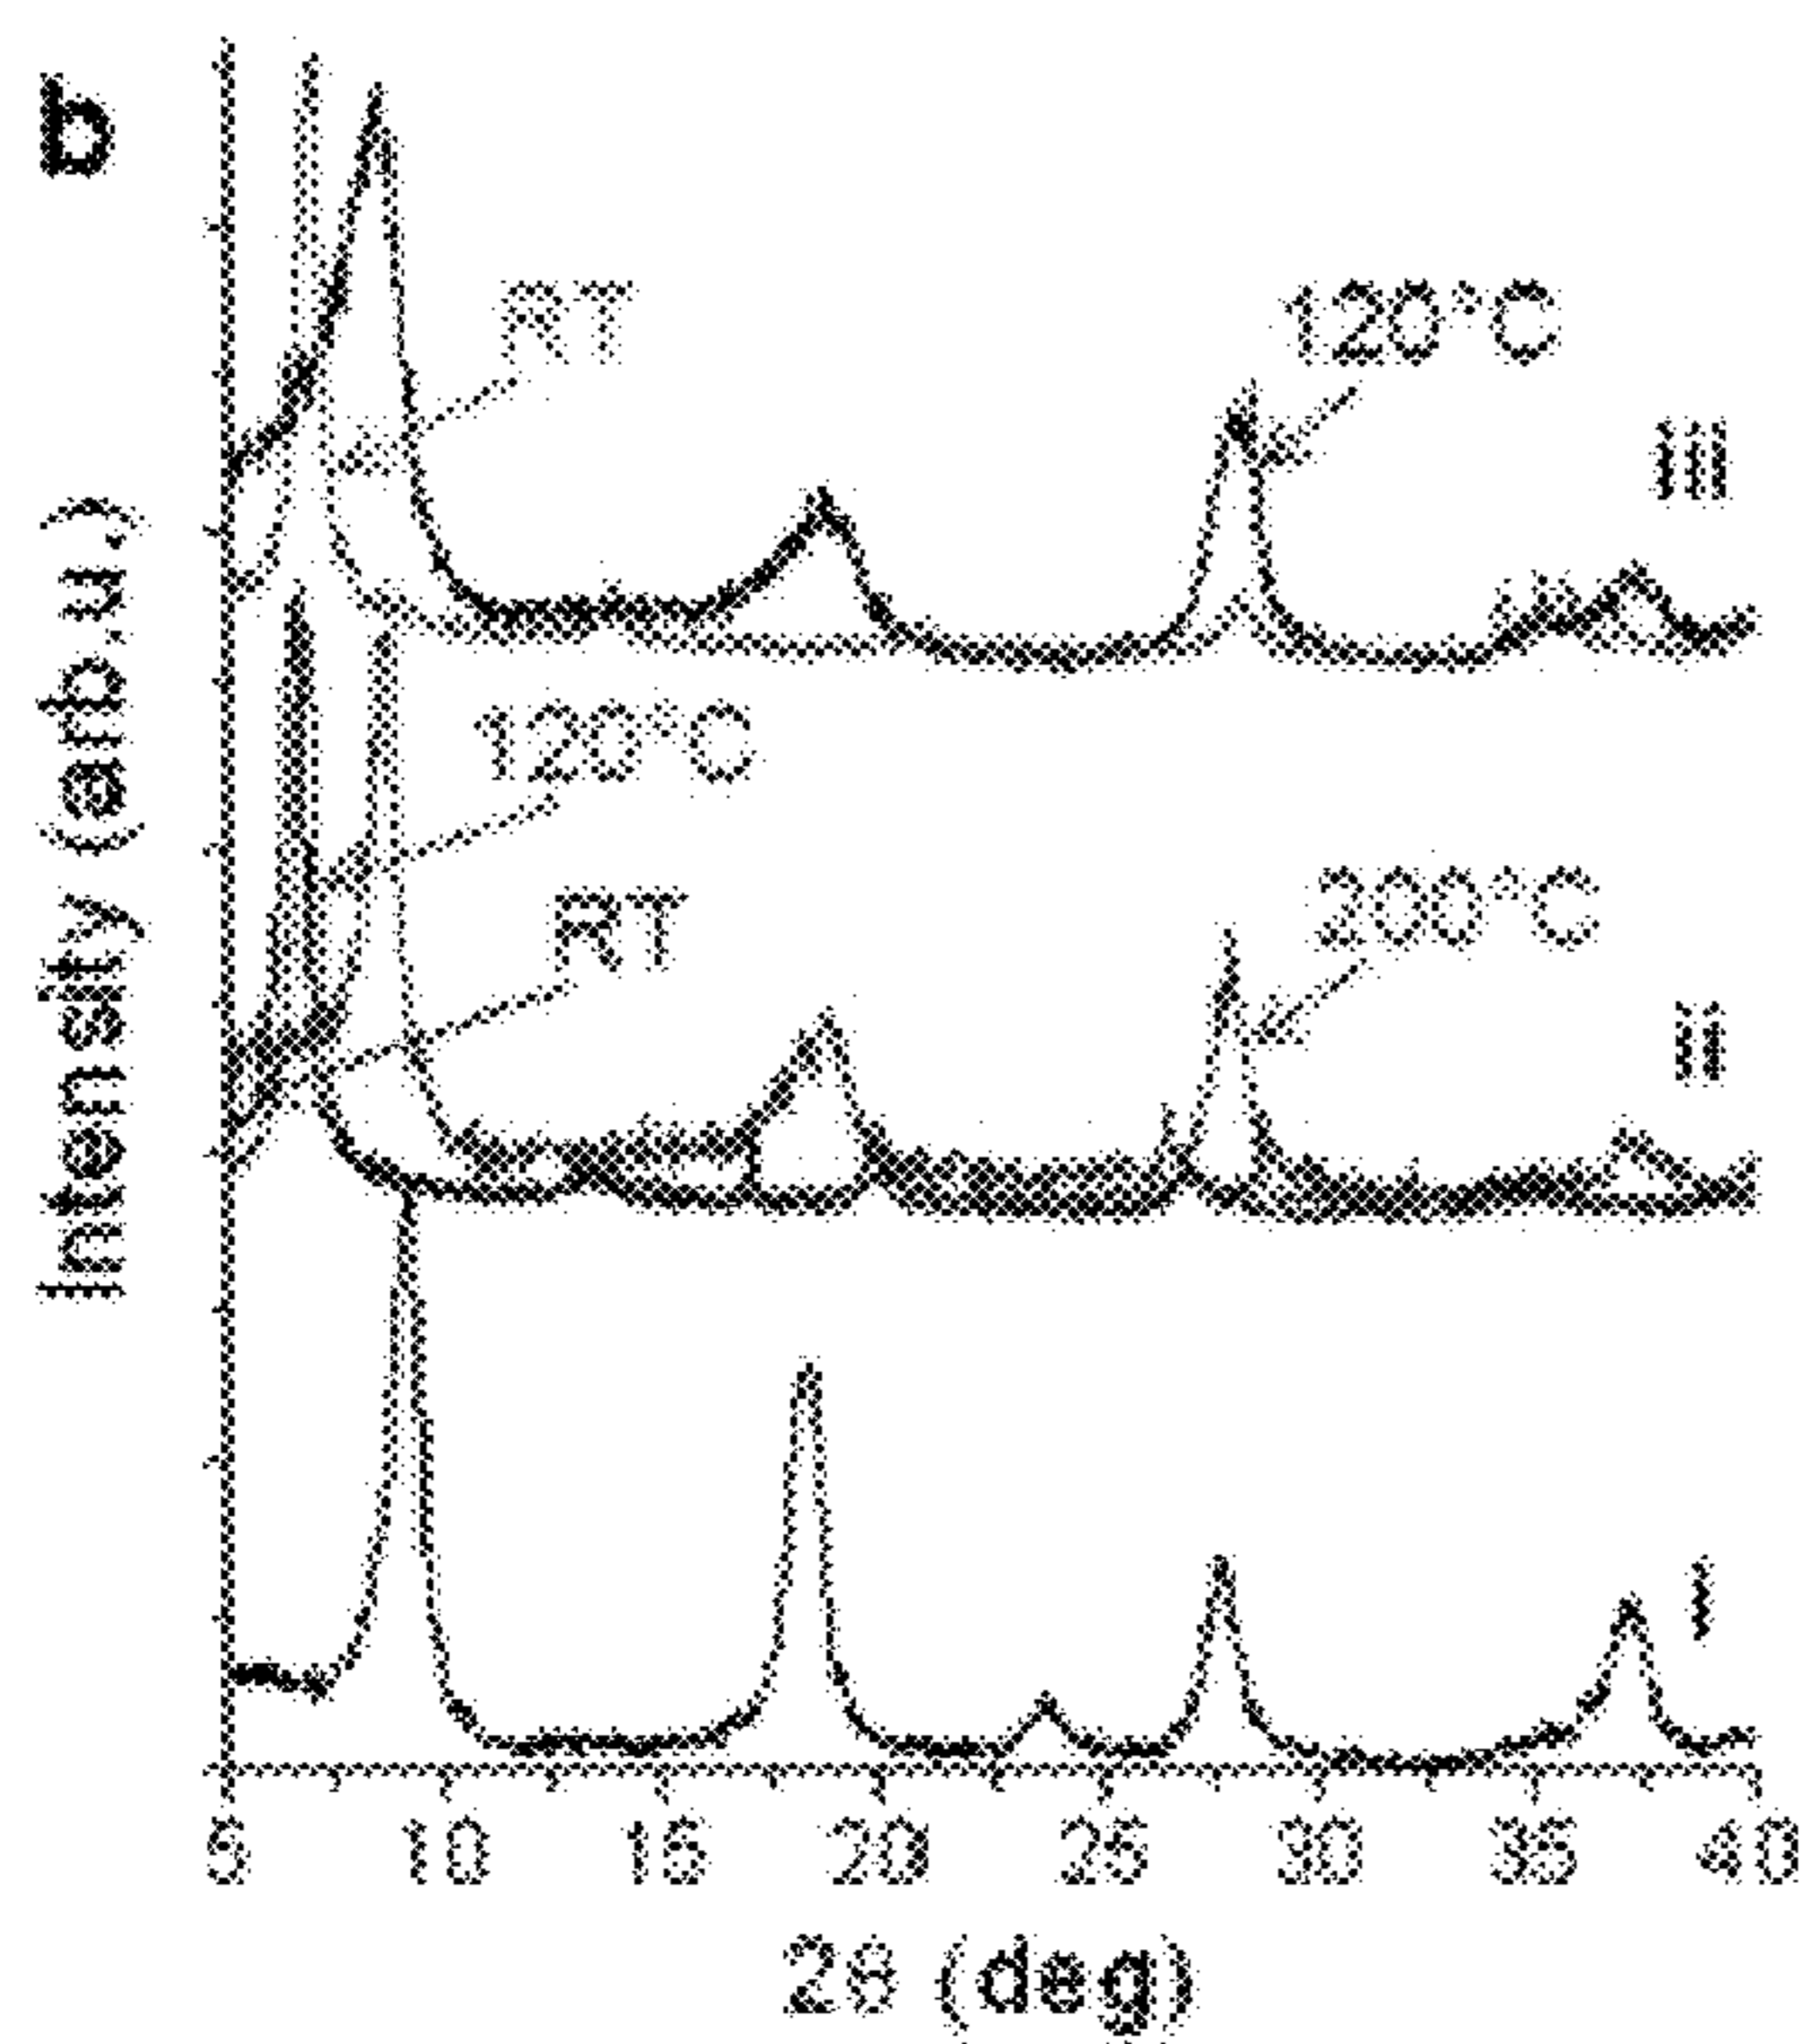 b
Intensity (arb.u.)
RT
120°C
iii
120°C
RT
200°C
ii
i
5 10 15 20 25 30 35 40
2θ (deg)